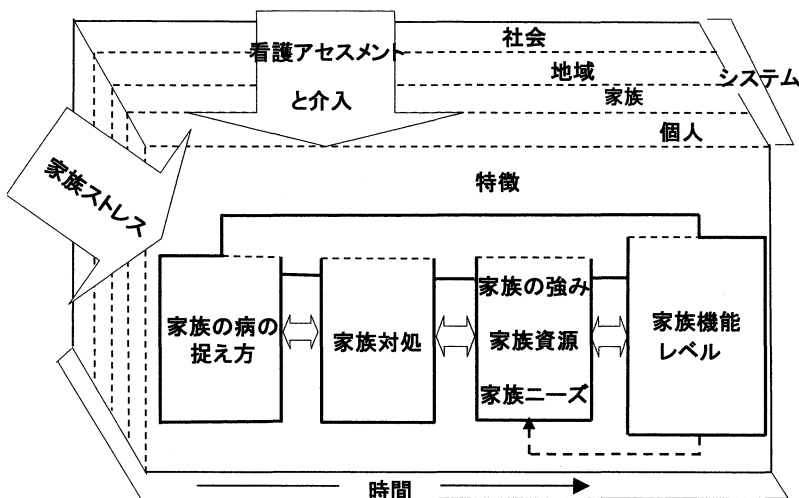 社会
看護アセスメント
と介入
地域
システム
家族
個人
家族ストレス
特徴
家族の病の
捉え方
家族対処
家族の強み
家族資源
家族ニーズ
家族機能
レベル
時間